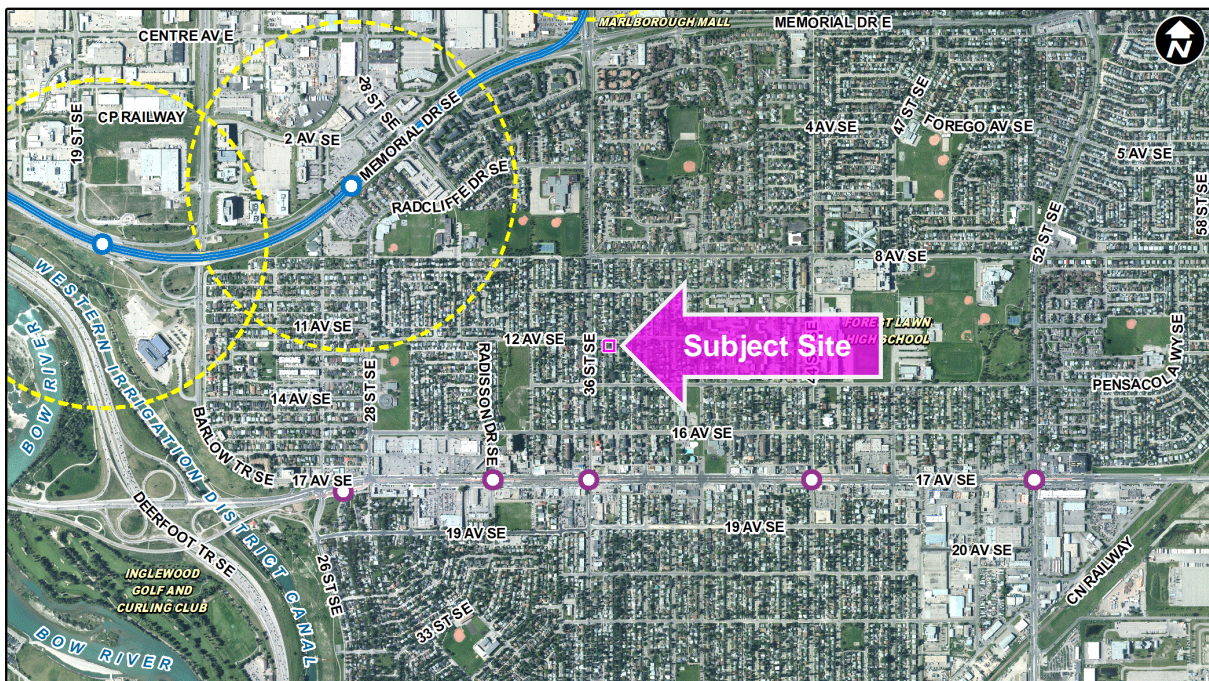 MARLBOROUGH MALL
MEMORIAL DR E
CENTRE AV E
N
28 ST SE
CP RAILWAY
19 ST SE
2 AV SE
MEMORIAL DR SE
47 ST SE
FOREGO AV SE
4 AV SE
5 AV SE
RADCLIFFE DR SE
58 ST SE
52 ST SE
8 AV SE
WESTERN IRRIGATION DISTRICT CANAL
BOW RIVER
11 AV SE
12 AV SE
36 ST SE
Subject Site
FOREST LAWN
HIGH SCHOOL
RADISSON DR SE
28 ST SE
14 AV SE
PENSACOLA WY SE
BARLOW TR SE
16 AV SE
17 AV SE
17 AV SE
DEERFOOT TR SE
19 AV SE
19 AV SE
20 AV SE
26 ST SE
CN RAILWAY
INGLEWOOD
GOLF AND
CURLING CLUB
33 ST SE
BOW RIVER